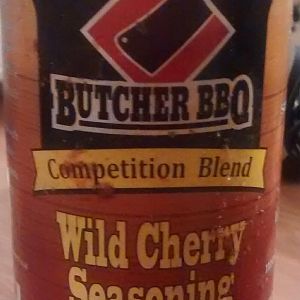 BUTCHER BBQ
Competition Blend
Wild Cherry
Seasoning